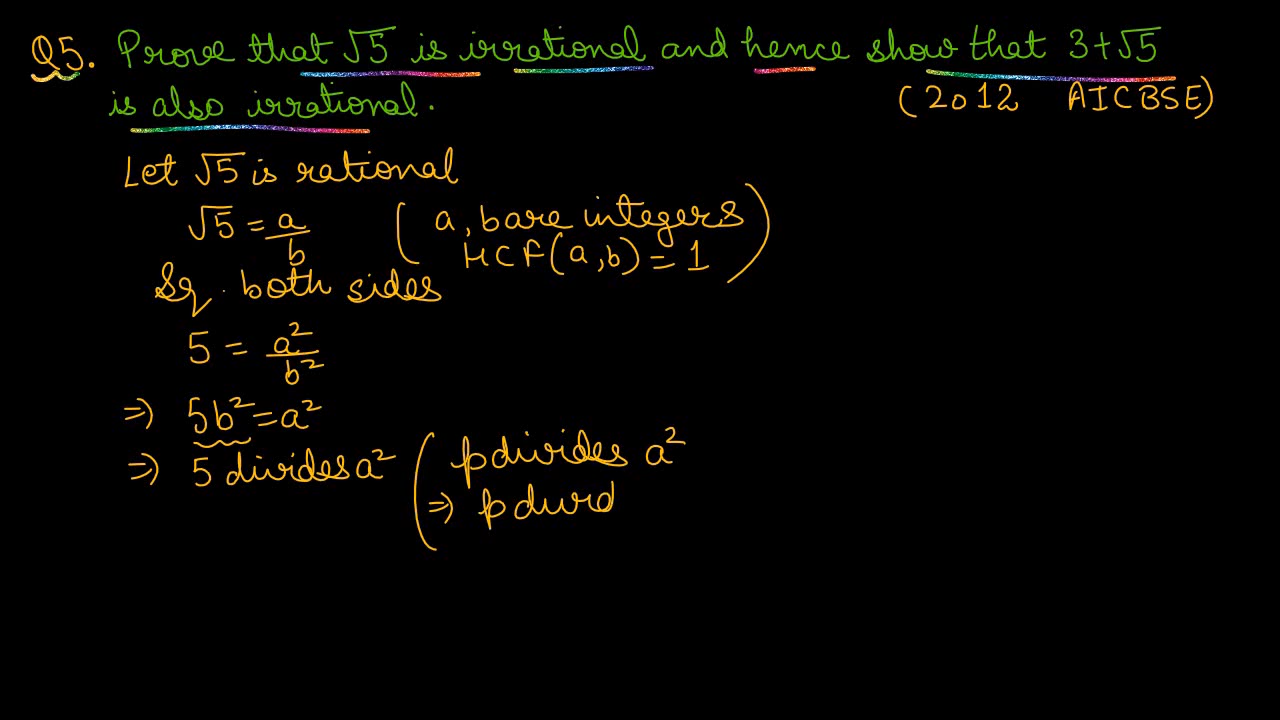 Q5. Prove that √5 is irrational and hence show that 3+√5
is also irrational.
(2012 AICBSE)
Let √5 is rational
√5 = a/b (a, b are integers
HCF(a,b) = 1)
Sq. both sides
5 = a²/b²
⇒ 5b² = a²
⇒ 5 divides a² (p divides a²
⇒ p divid